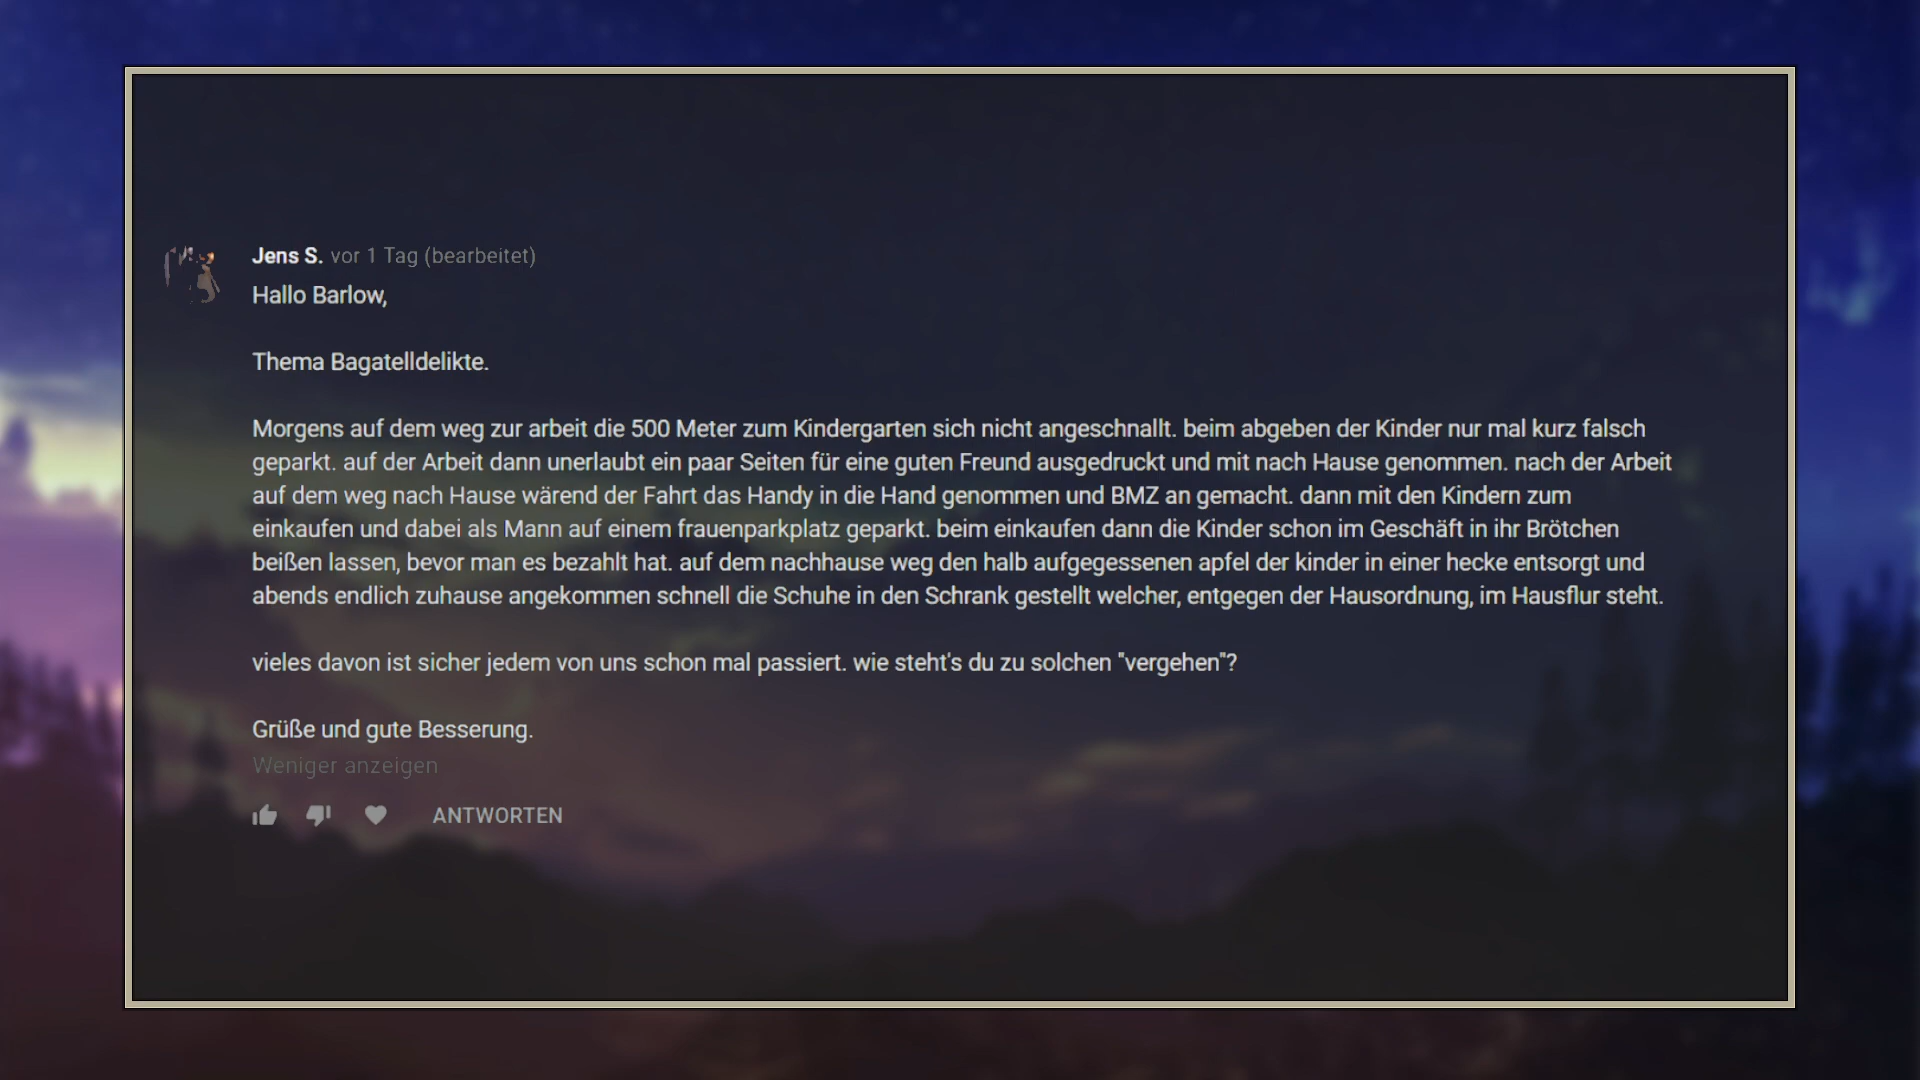 Jens S. vor 1 Tag (bearbeitet)
Hallo Barlow,
Thema Bagatelldelikte.
Morgens auf dem weg zur arbeit die 500 Meter zum Kindergarten sich nicht angeschnallt. beim abgeben der Kinder nur mal kurz falsch
geparkt. auf der Arbeit dann unerlaubt ein paar Seiten für eine guten Freund ausgedruckt und mit nach Hause genommen. nach der Arbeit
auf dem weg nach Hause wärend der Fahrt das Handy in die Hand genommen und BMZ an gemacht. dann mit den Kindern zum
einkaufen und dabei als Mann auf einem frauenparkplatz geparkt. beim einkaufen dann die Kinder schon im Geschäft in ihr Brötchen
beißen lassen, bevor man es bezahlt hat. auf dem nachhause weg den halb aufgegessenen apfel der kinder in einer hecke entsorgt und
abends endlich zuhause angekommen schnell die Schuhe in den Schrank gestellt welcher, entgegen der Hausordnung, im Hausflur steht.
vieles davon ist sicher jedem von uns schon mal passiert. wie steht's du zu solchen "vergehen"?
Grüße und gute Besserung.
Weniger anzeigen
ANTWORTEN